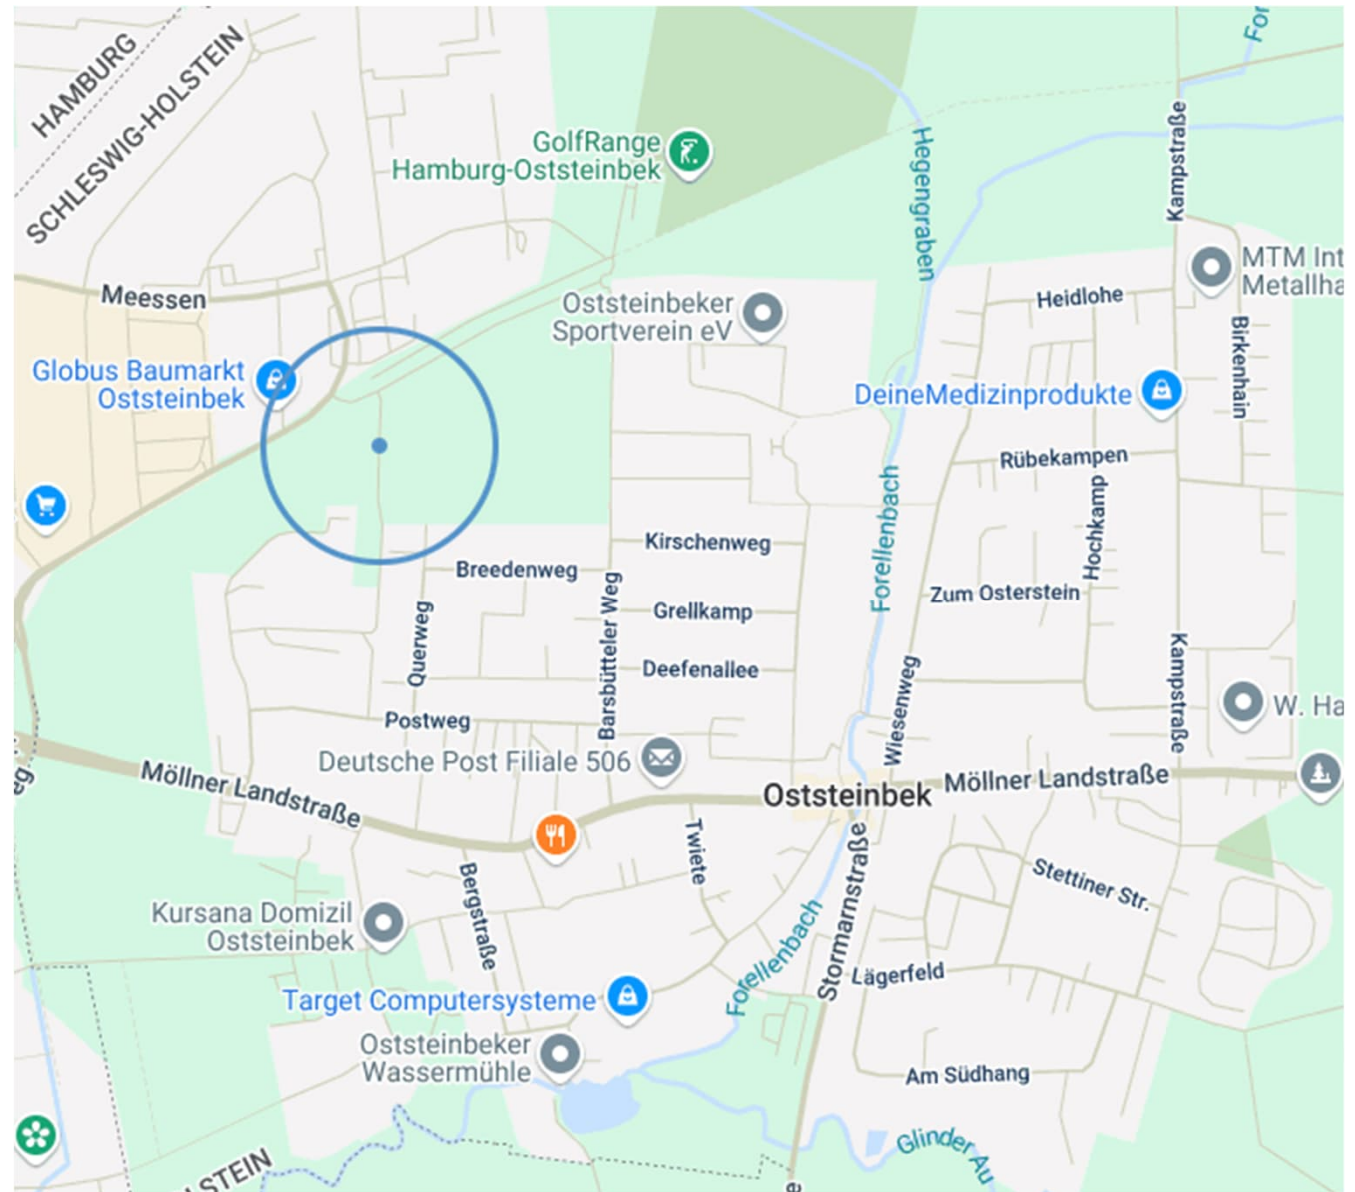 For
HAMBURG
SCHLESWIG-HOLSTEIN
GolfRange
Hamburg-Oststeinbek
Hegengraben
Kampstraße
MTM Int
Metallha
Meessen
Oststeinbeker
Sportverein eV
Heidlohe
Birkenhain
Globus Baumarkt
Oststeinbek
DeineMedizinprodukte
Rübekampen
Hochkamp
Forellenbach
Kirschenweg
Breedenweg
Zum Osterstein
Grellkamp
Querweg
Barsbütteler Weg
Deefenallee
Wiesenweg
Kampstraße
W. Ha
Postweg
Deutsche Post Filiale 506
eg
Möllner Landstraße
Oststeinbek
Möllner Landstraße
Twiete
Stormarnstraße
Stettiner Str.
Bergstraße
Kursana Domizil
Oststeinbek
Forellenbach
Lägerfeld
Target Computersysteme
Oststeinbeker
Wassermühle
Am Südhang
Glinder Au
LSTEIN
e